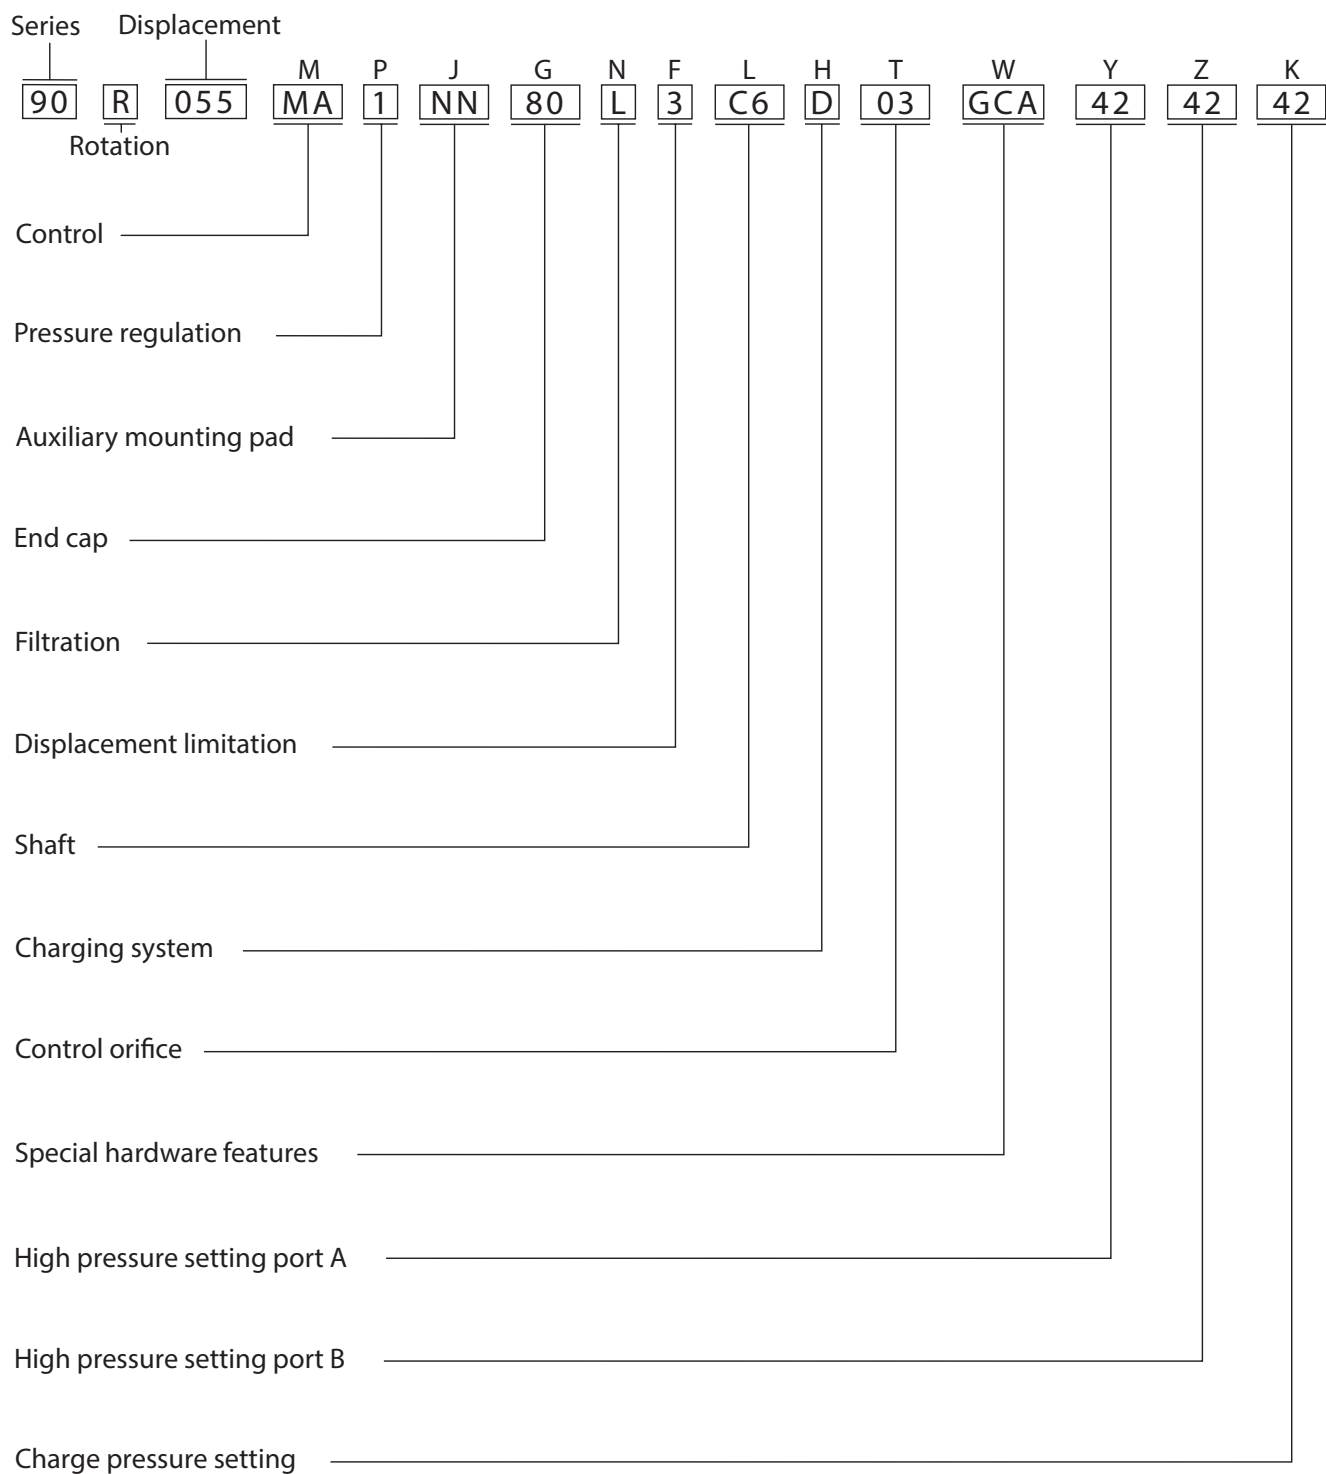 Series Displacement
M P J G N F L H T W Y Z K
90 R 055 MA 1 NN 80 L 3 C6 D 03 GCA 42 42 42
Rotation
Control
Pressure regulation
Auxiliary mounting pad
End cap
Filtration
Displacement limitation
Shaft
Charging system
Control orifice
Special hardware features
High pressure setting port A
High pressure setting port B
Charge pressure setting